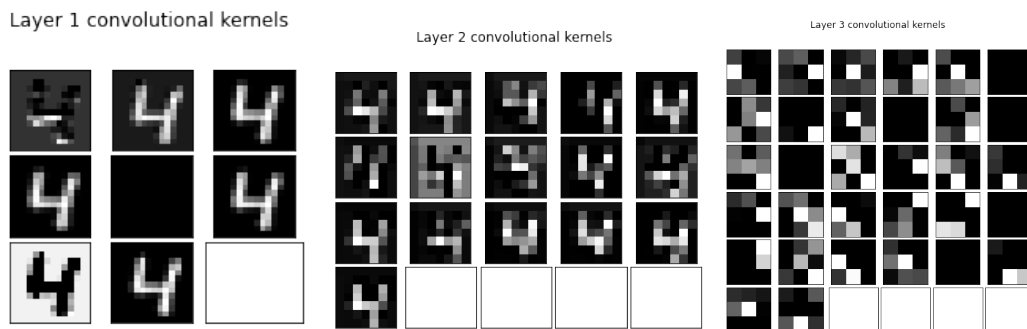 Layer 1 convolutional kernels
Layer 2 convolutional kernels
Layer 3 convolutional kernels